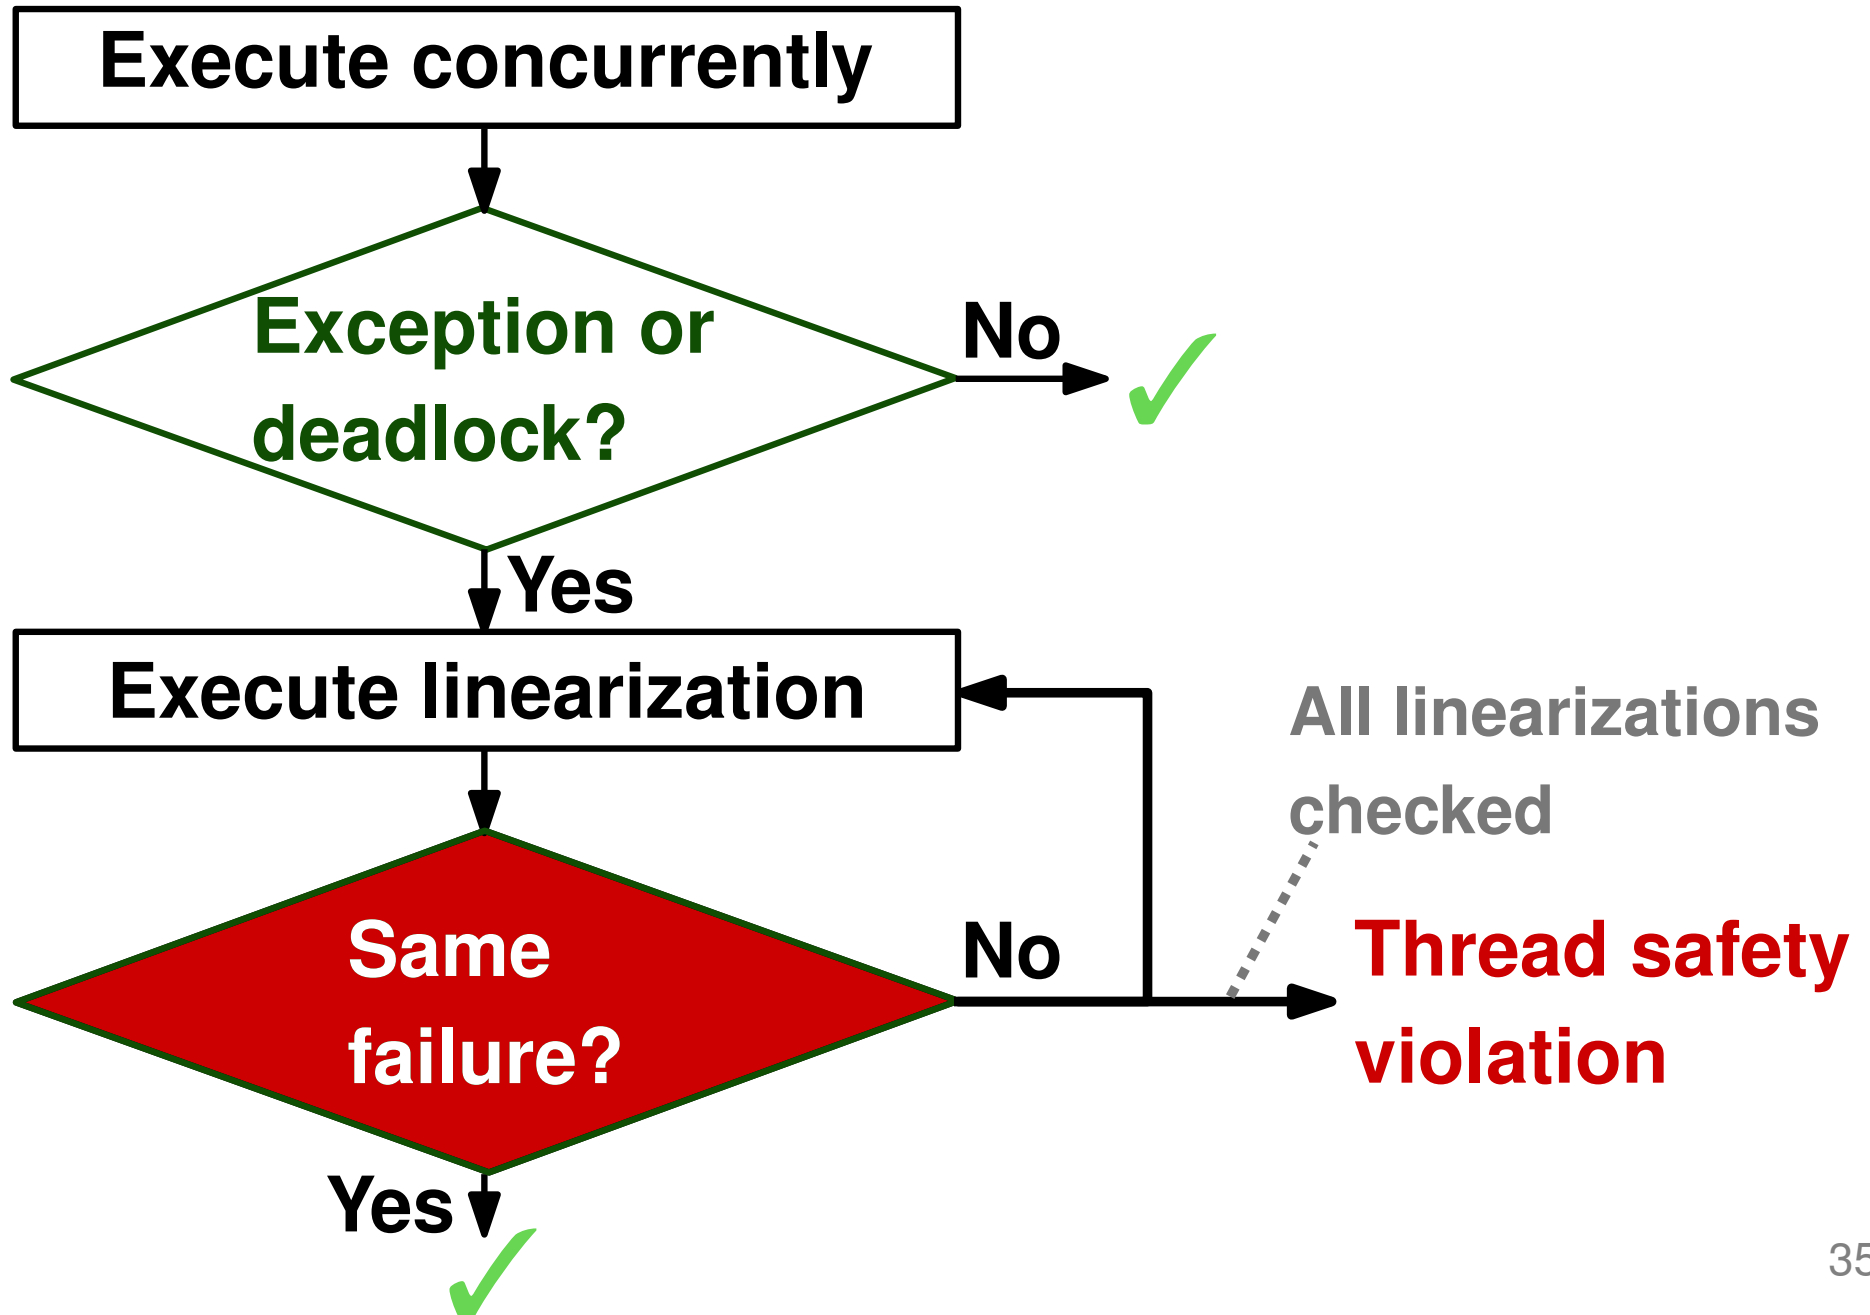 Execute concurrently
Exception or
deadlock?
No
Yes
Execute linearization
All linearizations
checked
Same
failure?
No
Thread safety
violation
Yes
35